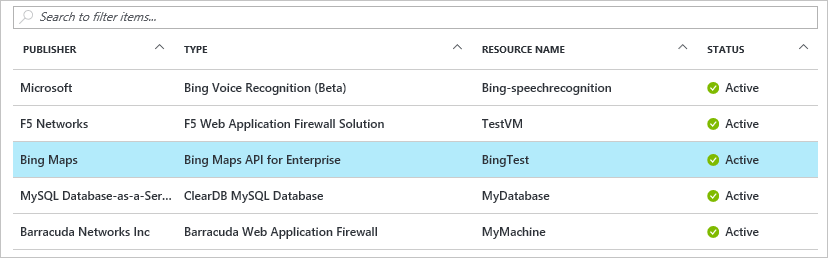 Search to filter items...
PUBLISHER TYPE RESOURCE NAME STATUS
Microsoft Bing Voice Recognition (Beta) Bing-speechrecognition Active
F5 Networks F5 Web Application Firewall Solution TestVM Active
Bing Maps Bing Maps API for Enterprise BingTest Active
MySQL Database-as-a-Ser... ClearDB MySQL Database MyDatabase Active
Barracuda Networks Inc Barracuda Web Application Firewall MyMachine Active